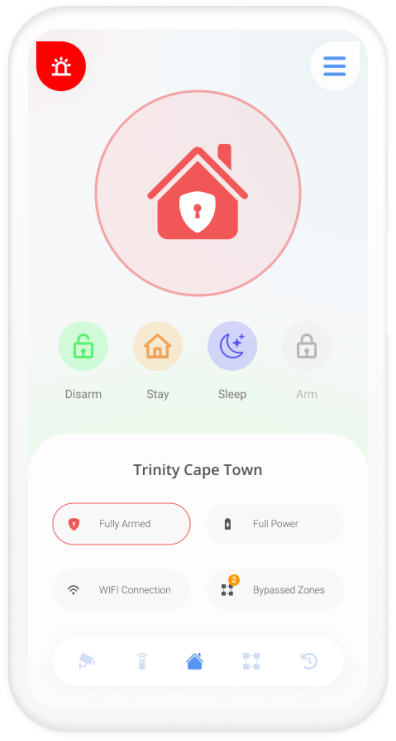 Disarm Stay Sleep Arm
Trinity Cape Town
Fully Armed Full Power
2
WIFI Connection Bypassed Zones